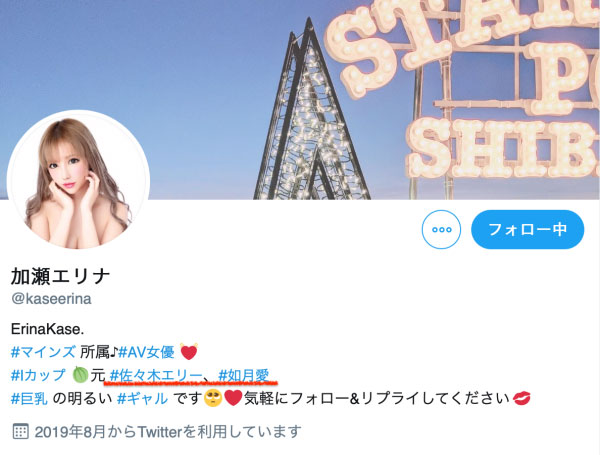 STAR
PO
SHIB
フォロー中
加瀬エリナ
@kaseerina
ErinaKase.
#マインズ 所属♪#AV女優 💓
#Iカップ 🍈元 #佐々木エリー、#如月愛
#巨乳 の明るい #ギャル です🥺❤️気軽にフォロー&リプライしてください💋
2019年8月からTwitterを利用しています